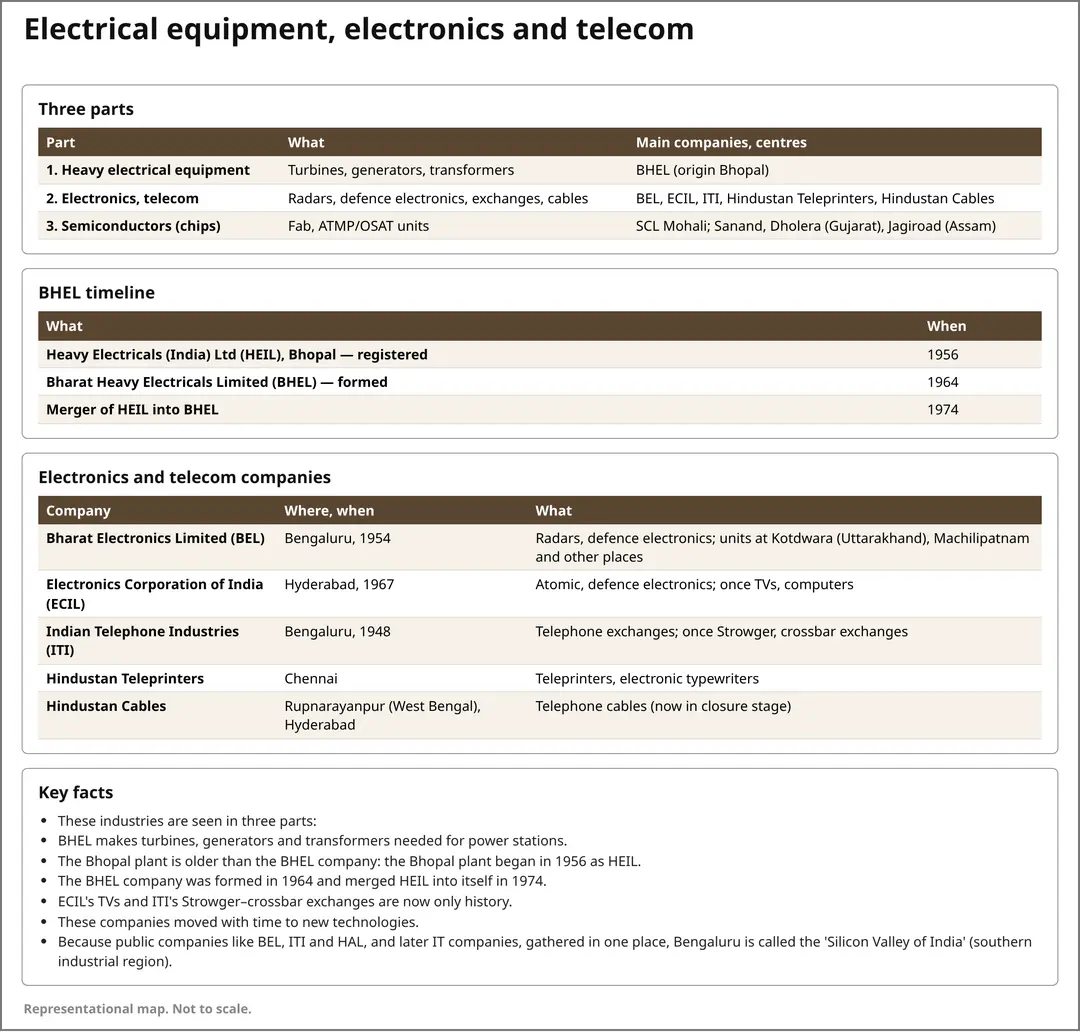 Electrical equipment, electronics and telecom
Three parts
Part What Main companies, centres
1. Heavy electrical equipment Turbines, generators, transformers BHEL (origin Bhopal)
2. Electronics, telecom Radars, defence electronics, exchanges, cables BEL, ECIL, ITI, Hindustan Teleprinters, Hindustan Cables
3. Semiconductors (chips) Fab, ATMP/OSAT units SCL Mohali; Sanand, Dholera (Gujarat), Jagiroad (Assam)
BHEL timeline
What When
Heavy Electricals (India) Ltd (HEIL), Bhopal — registered 1956
Bharat Heavy Electricals Limited (BHEL) — formed 1964
Merger of HEIL into BHEL 1974
Electronics and telecom companies
Company Where, when What
Bharat Electronics Limited (BEL) Bengaluru, 1954 Radars, defence electronics; units at Kotdwara (Uttarakhand), Machilipatnam
and other places
Electronics Corporation of India Hyderabad, 1967 Atomic, defence electronics; once TVs, computers
(ECIL)
Indian Telephone Industries Bengaluru, 1948 Telephone exchanges; once Strowger, crossbar exchanges
(ITI)
Hindustan Teleprinters Chennai Teleprinters, electronic typewriters
Hindustan Cables Rupnarayanpur (West Bengal), Telephone cables (now in closure stage)
Hyderabad
Key facts
• These industries are seen in three parts:
• BHEL makes turbines, generators and transformers needed for power stations.
• The Bhopal plant is older than the BHEL company: the Bhopal plant began in 1956 as HEIL.
• The BHEL company was formed in 1964 and merged HEIL into itself in 1974.
• ECIL's TVs and ITI's Strowger–crossbar exchanges are now only history.
• These companies moved with time to new technologies.
• Because public companies like BEL, ITI and HAL, and later IT companies, gathered in one place, Bengaluru is called the 'Silicon Valley of India' (southern
industrial region).
Representational map. Not to scale.